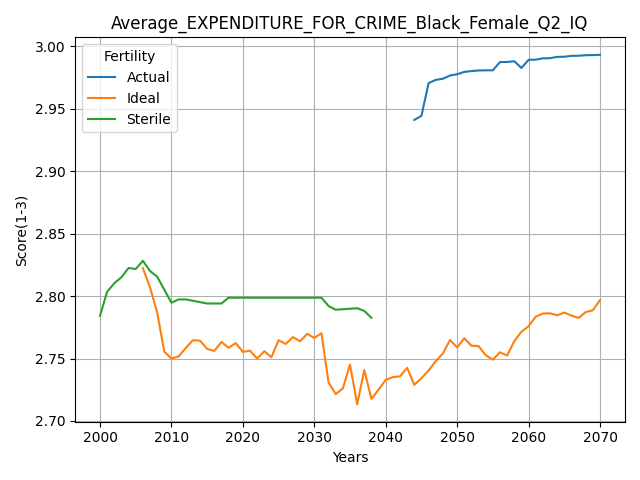 Average_EXPENDITURE_FOR_CRIME_Black_Female_Q2_IQ
Fertility
Actual
Ideal
Sterile
Score(1-3)
3.00
2.95
2.90
2.85
2.80
2.75
2.70
2000 2010 2020 2030 2040 2050 2060 2070
Years